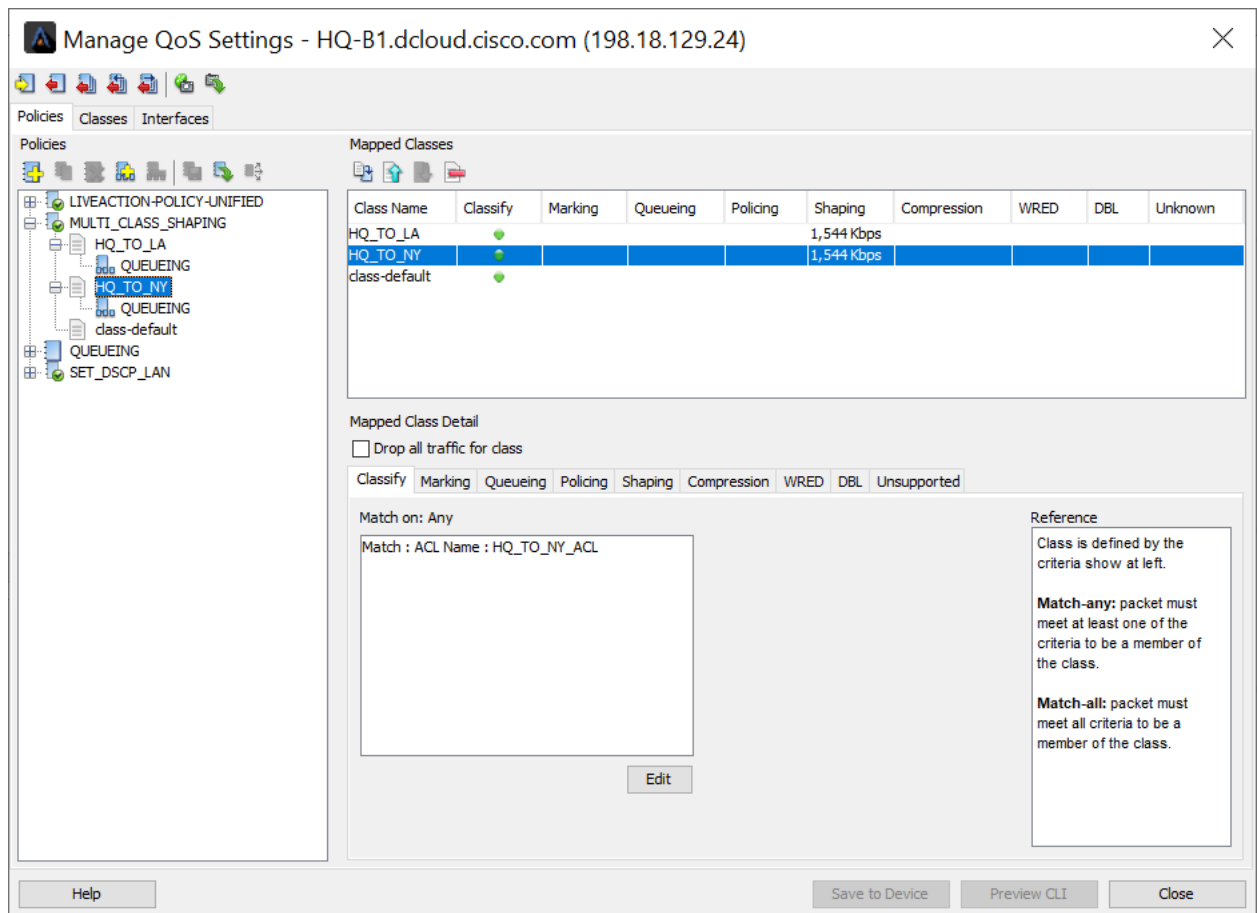 Manage QoS Settings - HQ-B1.dcloud.cisco.com (198.18.129.24)
Policies Classes Interfaces
Policies
LIVEACTION-POLICY-UNIFIED
MULTI_CLASS_SHAPING
HQ_TO_LA
QUEUEING
HQ_TO_NY
QUEUEING
class-default
QUEUEING
SET_DSCP_LAN
Mapped Classes
Class Name Classify Marking Queueing Policing Shaping Compression WRED DBL Unknown
HQ_TO_LA 1,544 Kbps
HQ_TO_NY 1,544 Kbps
class-default
Mapped Class Detail
Drop all traffic for class
Classify Marking Queueing Policing Shaping Compression WRED DBL Unsupported
Match on: Any
Match : ACL Name : HQ_TO_NY_ACL
Edit
Reference
Class is defined by the
criteria show at left.
Match-any: packet must
meet at least one of the
criteria to be a member of
the class.
Match-all: packet must
meet all criteria to be a
member of the class.
Help Save to Device Preview CLI Close